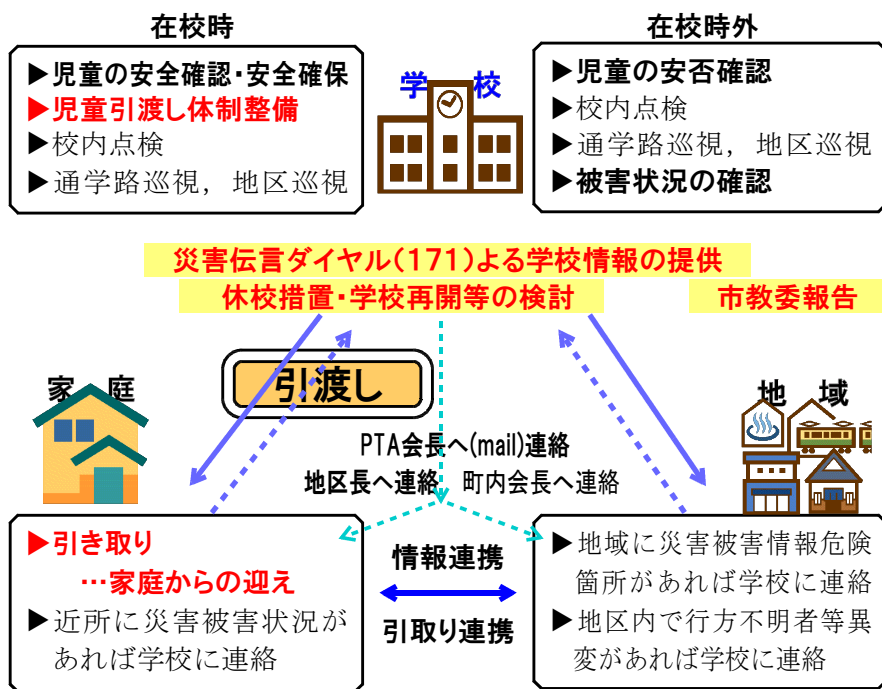 在校時
▶児童の安全確認・安全確保
▶児童引渡し体制整備
▶校内点検
▶通学路巡視，地区巡視
学　校
在校時外
▶児童の安否確認
▶校内点検
▶通学路巡視，地区巡視
▶被害状況の確認
災害伝言ダイヤル(171)よる学校情報の提供
休校措置・学校再開等の検討
市教委報告
家　庭
引渡し
地　域
PTA会長へ(mail)連絡
地区長へ連絡　町内会長へ連絡
▶引き取り
…家庭からの迎え
▶近所に災害被害状況が
あれば学校に連絡
情報連携
引取り連携
▶地域に災害被害情報危険
箇所があれば学校に連絡
▶地区内で行方不明者等異
変があれば学校に連絡